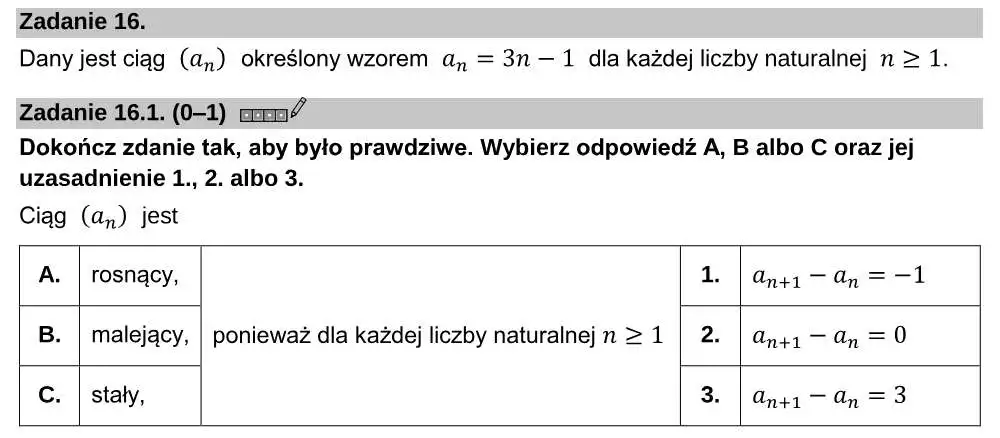 Zadanie 16.
Dany jest ciąg (aₙ) określony wzorem aₙ = 3n − 1 dla każdej liczby naturalnej n ≥ 1.
Zadanie 16.1. (0–1)
Dokończ zdanie tak, aby było prawdziwe. Wybierz odpowiedź A, B albo C oraz jej
uzasadnienie 1., 2. albo 3.
Ciąg (aₙ) jest
A. rosnący, 1. aₙ₊₁ − aₙ = −1
B. malejący, ponieważ dla każdej liczby naturalnej n ≥ 1 2. aₙ₊₁ − aₙ = 0
C. stały, 3. aₙ₊₁ − aₙ = 3